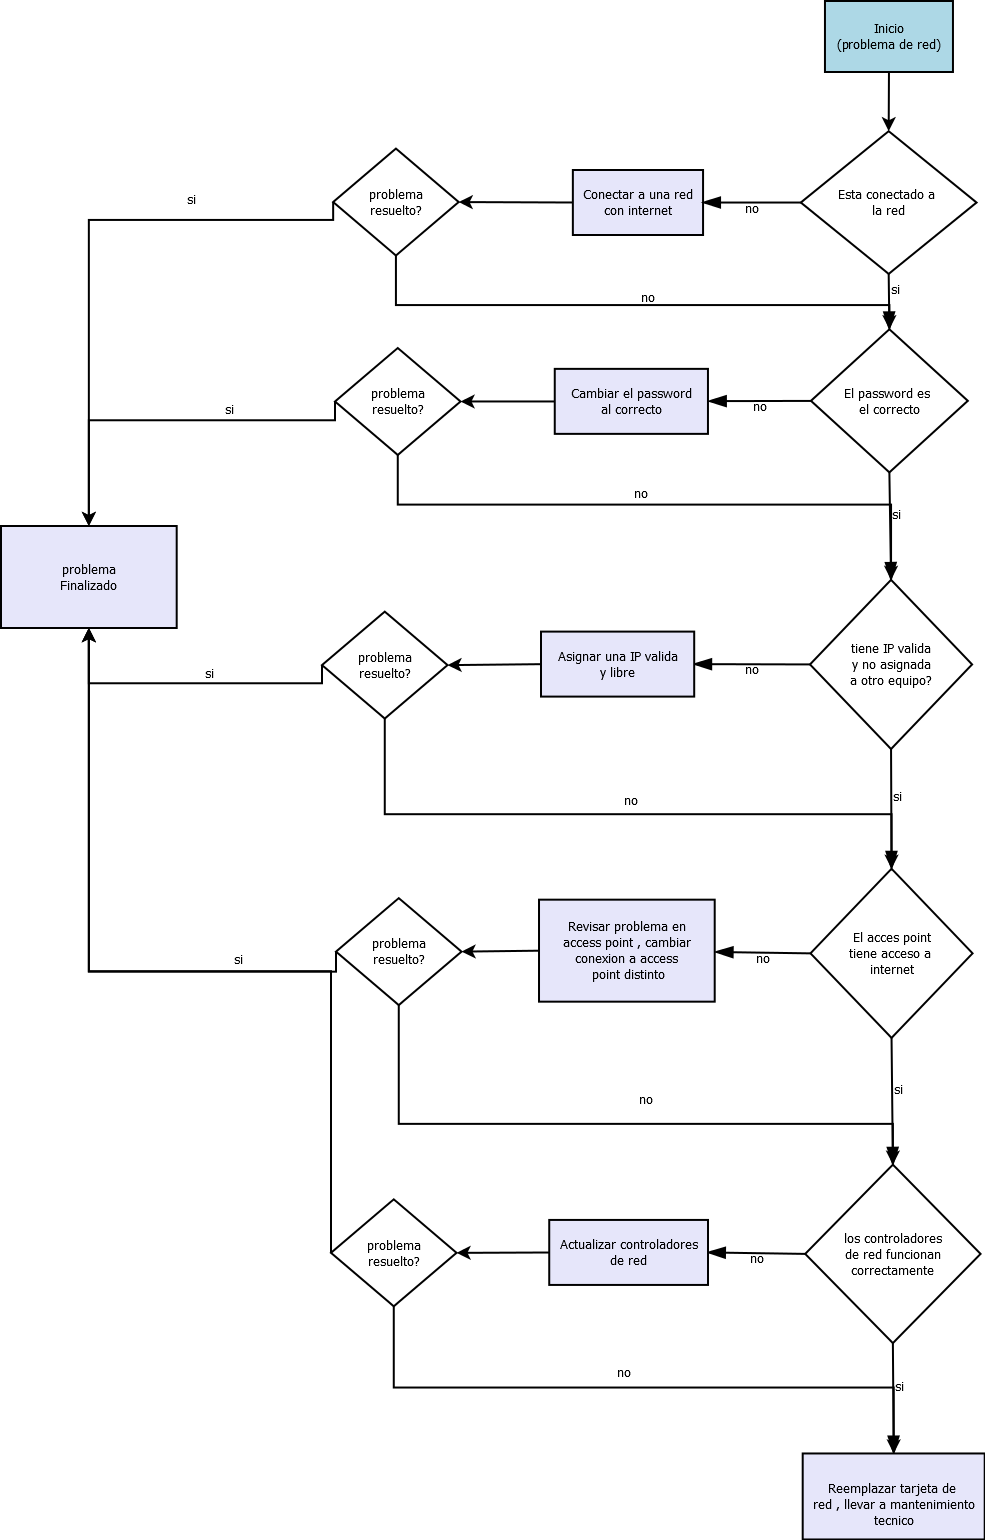 Inicio
(problema de red)
Esta conectado a
la red
no
Conectar a una red
con internet
problema
resuelto?
si
no
si
El password es
el correcto
no
Cambiar el password
al correcto
problema
resuelto?
si
no
si
problema
Finalizado
tiene IP valida
y no asignada
a otro equipo?
no
Asignar una IP valida
y libre
problema
resuelto?
si
no
si
El acces point
tiene acceso a
internet
no
Revisar problema en
access point , cambiar
conexion a access
point distinto
problema
resuelto?
si
no
si
los controladores
de red funcionan
correctamente
no
Actualizar controladores
de red
problema
resuelto?
no
si
Reemplazar tarjeta de
red , llevar a mantenimiento
tecnico